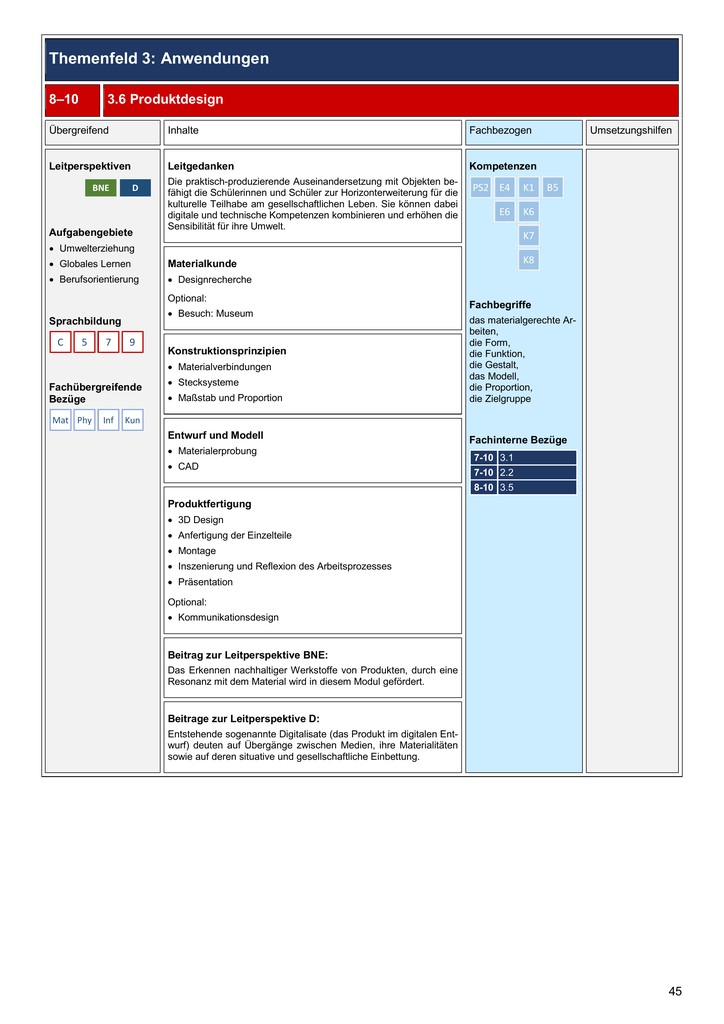 Themenfeld 3: Anwendungen
8–10 3.6 Produktdesign
Übergreifend Inhalte Fachbezogen Umsetzungshilfen
Leitperspektiven
BNE D
Aufgabengebiete
• Umwelterziehung
• Globales Lernen
• Berufsorientierung
Sprachbildung
C 5 7 9
Fachübergreifende
Bezüge
Mat Phy Inf Kun
Leitgedanken
Die praktisch-produzierende Auseinandersetzung mit Objekten be-
fähigt die Schülerinnen und Schüler zur Horizonterweiterung für die
kulturelle Teilhabe am gesellschaftlichen Leben. Sie können dabei
digitale und technische Kompetenzen kombinieren und erhöhen die
Sensibilität für ihre Umwelt.
Materialkunde
• Designrecherche
Optional:
• Besuch: Museum
Konstruktionsprinzipien
• Materialverbindungen
• Stecksysteme
• Maßstab und Proportion
Entwurf und Modell
• Materialerprobung
• CAD
Produktfertigung
• 3D Design
• Anfertigung der Einzelteile
• Montage
• Inszenierung und Reflexion des Arbeitsprozesses
• Präsentation
Optional:
• Kommunikationsdesign
Beitrag zur Leitperspektive BNE:
Das Erkennen nachhaltiger Werkstoffe von Produkten, durch eine
Resonanz mit dem Material wird in diesem Modul gefördert.
Beitrage zur Leitperspektive D:
Entstehende sogenannte Digitalisate (das Produkt im digitalen Ent-
wurf) deuten auf Übergänge zwischen Medien, ihre Materialitäten
sowie auf deren situative und gesellschaftliche Einbettung.
Kompetenzen
PS2 E4 K1 B5
E6 K6
K7
K8
Fachbegriffe
das materialgerechte Ar-
beiten,
die Form,
die Funktion,
die Gestalt,
das Modell,
die Proportion,
die Zielgruppe
Fachinterne Bezüge
7-10 3.1
7-10 2.2
8-10 3.5
45